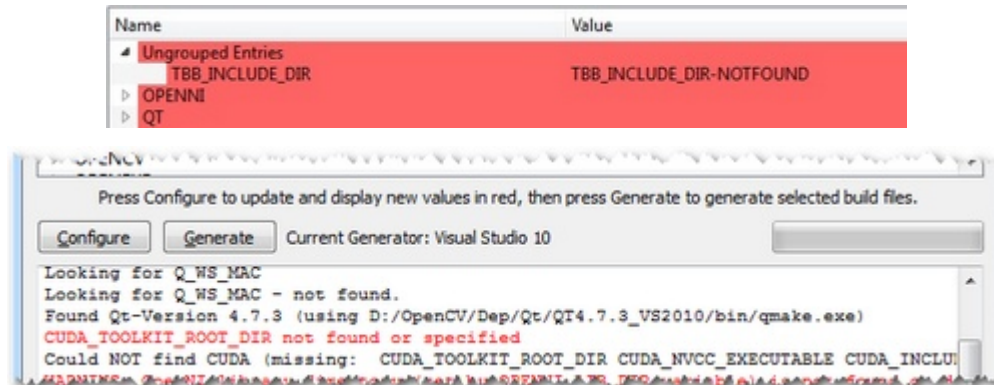 Name Value
Ungrouped Entries
TBB_INCLUDE_DIR TBB_INCLUDE_DIR-NOTFOUND
OPENNI
QT
OPENCV
Press Configure to update and display new values in red, then press Generate to generate selected build files.
Configure Generate Current Generator: Visual Studio 10
Looking for Q_WS_MAC
Looking for Q_WS_MAC - not found.
Found Qt-Version 4.7.3 (using D:/OpenCV/Dep/Qt/QT4.7.3_VS2010/bin/qmake.exe)
CUDA_TOOLKIT_ROOT_DIR not found or specified
Could NOT find CUDA (missing: CUDA_TOOLKIT_ROOT_DIR CUDA_NVCC_EXECUTABLE CUDA_INCLU